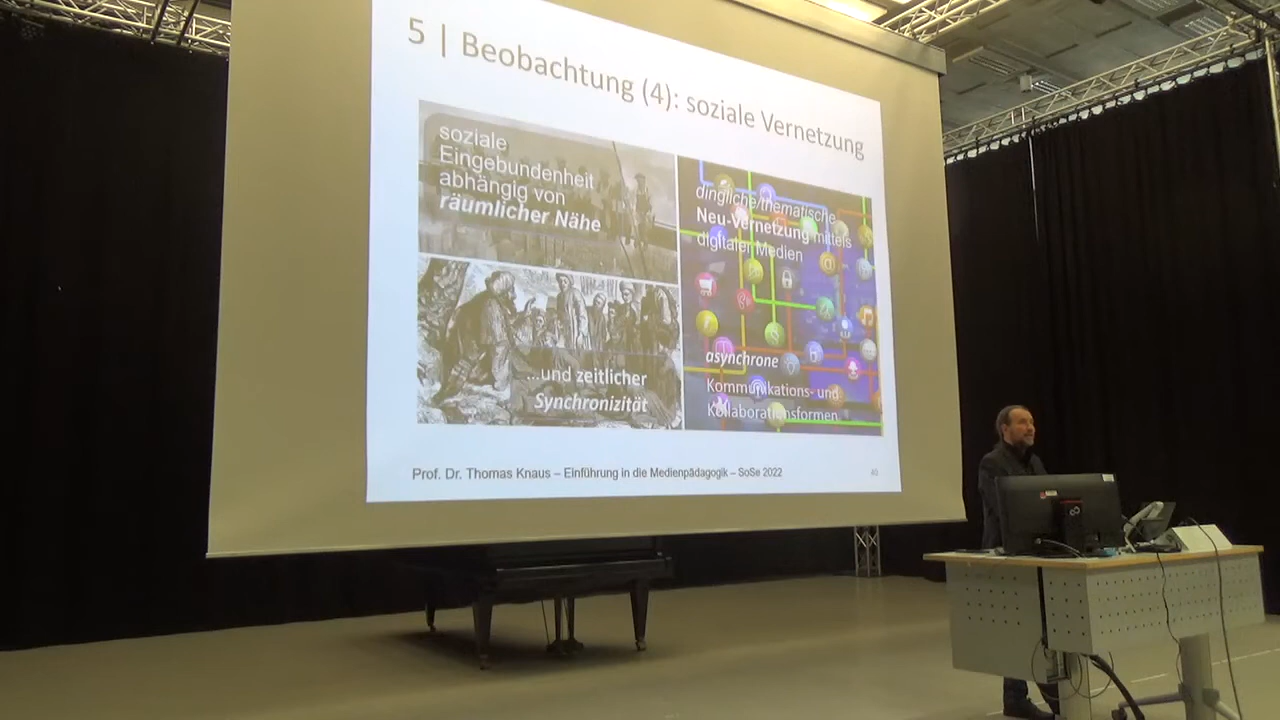 5 | Beobachtung (4): soziale Vernetzung
soziale
Eingebundenheit
abhängig von
räumlicher Nähe
...und zeitlicher
Synchronizität
dingliche/thematische
Neu-Vernetzung mittels
digitaler Medien
asynchrone
Kommunikations- und
Kollaborationsformen
Prof. Dr. Thomas Knaus – Einführung in die Medienpädagogik – SoSe 2022